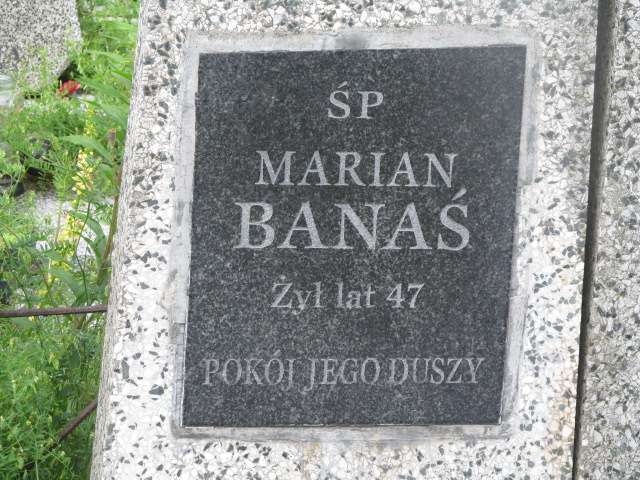 ŚP
MARIAN
BANAŚ
Żył lat 47
POKÓJ JEGO DUSZY